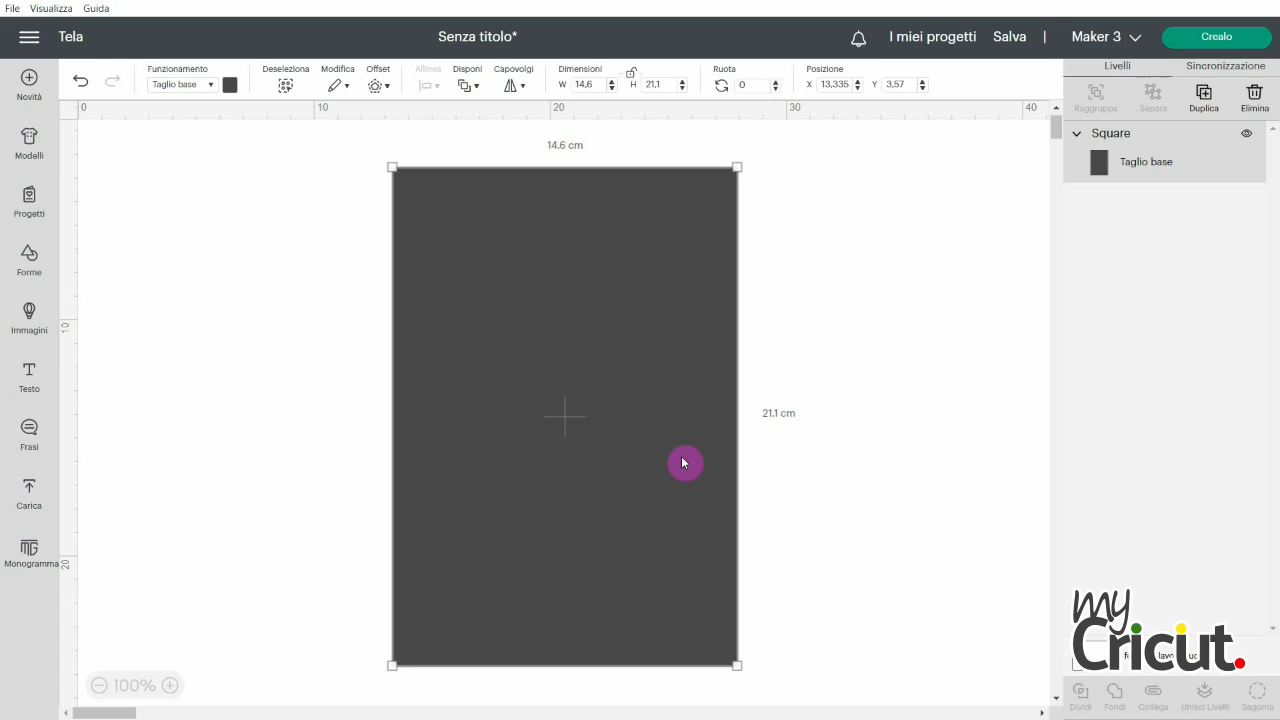 File Visualizza Guida
Tela
Senza titolo*
I miei progetti Salva | Maker 3
Crealo
Funzionamento
Taglio base
Deseleziona
Modifica
Offset
Allinea
Disponi
Capovolgi
Dimensioni
W 14,6
H 21,1
Ruota
0
Posizione
X 13,335
Y 3,57
Livelli
Sincronizzazione
Raggruppa
Separa
Duplica
Elimina
Square
Taglio base
Novità
Modelli
Progetti
Forme
Immagini
Testo
Frasi
Carica
Monogramma
0 10 20 30 40
10
20
14.6 cm
21.1 cm
100%
my
Cricut.
Dividi
Fondi
Collega
Unisci Livelli
Sagoma